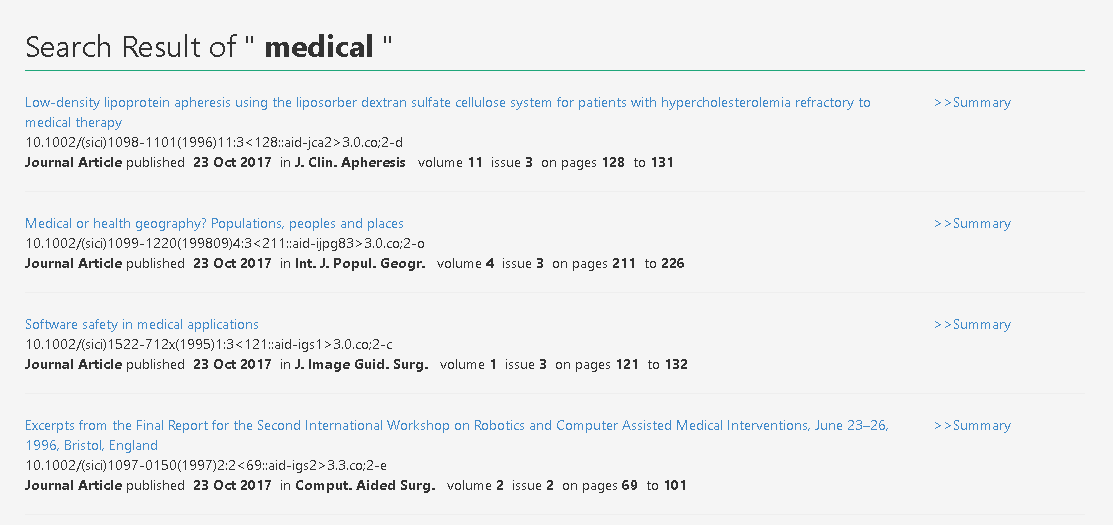 Search Result of " medical "
Low-density lipoprotein apheresis using the liposorber dextran sulfate cellulose system for patients with hypercholesterolemia refractory to
medical therapy
>>Summary
10.1002/(sici)1098-1101(1996)11:3<128::aid-jca2>3.0.co;2-d
Journal Article published 23 Oct 2017 in J. Clin. Apheresis volume 11 issue 3 on pages 128 to 131
Medical or health geography? Populations, peoples and places
>>Summary
10.1002/(sici)1099-1220(199809)4:3<211::aid-ijpg83>3.0.co;2-o
Journal Article published 23 Oct 2017 in Int. J. Popul. Geogr. volume 4 issue 3 on pages 211 to 226
Software safety in medical applications
>>Summary
10.1002/(sici)1522-712x(1995)1:3<121::aid-igs1>3.0.co;2-c
Journal Article published 23 Oct 2017 in J. Image Guid. Surg. volume 1 issue 3 on pages 121 to 132
Excerpts from the Final Report for the Second International Workshop on Robotics and Computer Assisted Medical Interventions, June 23–26,
1996, Bristol, England
>>Summary
10.1002/(sici)1097-0150(1997)2:2<69::aid-igs2>3.3.co;2-e
Journal Article published 23 Oct 2017 in Comput. Aided Surg. volume 2 issue 2 on pages 69 to 101